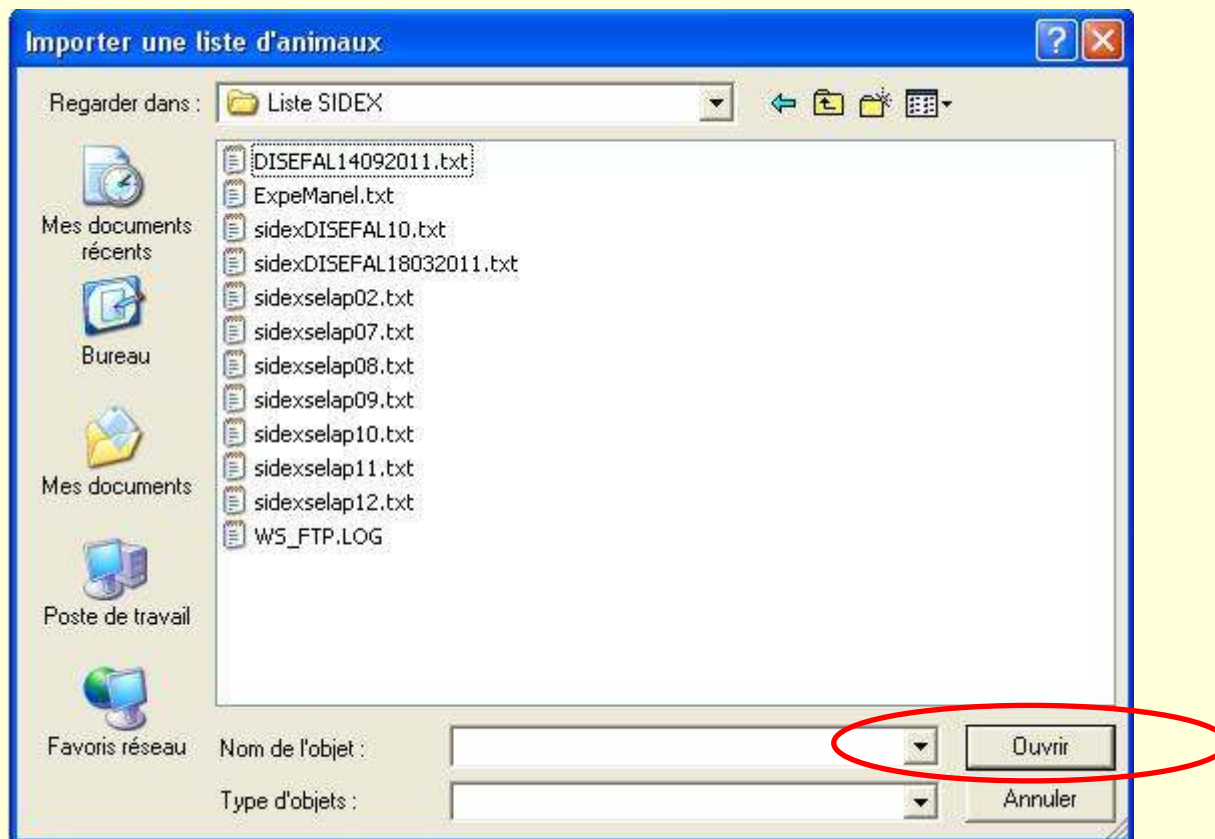 Importer une liste d'animaux
Regarder dans :
Liste SIDEX
Mes documents
récents
Bureau
Mes documents
Poste de travail
Favoris réseau
DISEFAL14092011.txt
ExpeManel.txt
sidexDISEFAL10.txt
sidexDISEFAL18032011.txt
sidexselap02.txt
sidexselap07.txt
sidexselap08.txt
sidexselap09.txt
sidexselap10.txt
sidexselap11.txt
sidexselap12.txt
WS_FTP.LOG
Nom de l'objet :
Ouvrir
Type d'objets :
Annuler